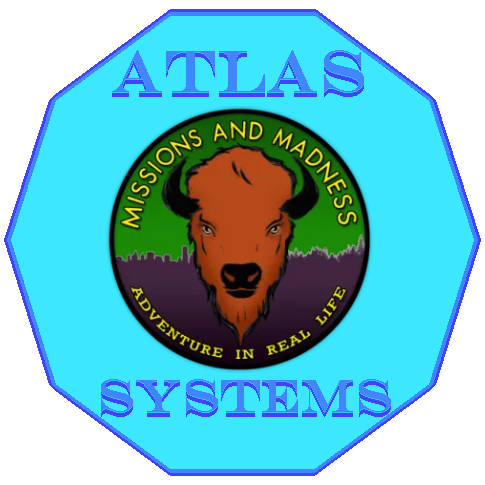 ATLAS
MISSIONS AND MADNESS
ADVENTURE IN REAL LIFE
SYSTEMS